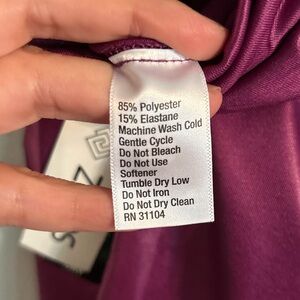 85% Polyester
15% Elastane
Machine Wash Cold
Gentle Cycle
Do Not Bleach
Do Not Use
Softener
Tumble Dry Low
Do Not Iron
Do Not Dry Clean
RN 31104